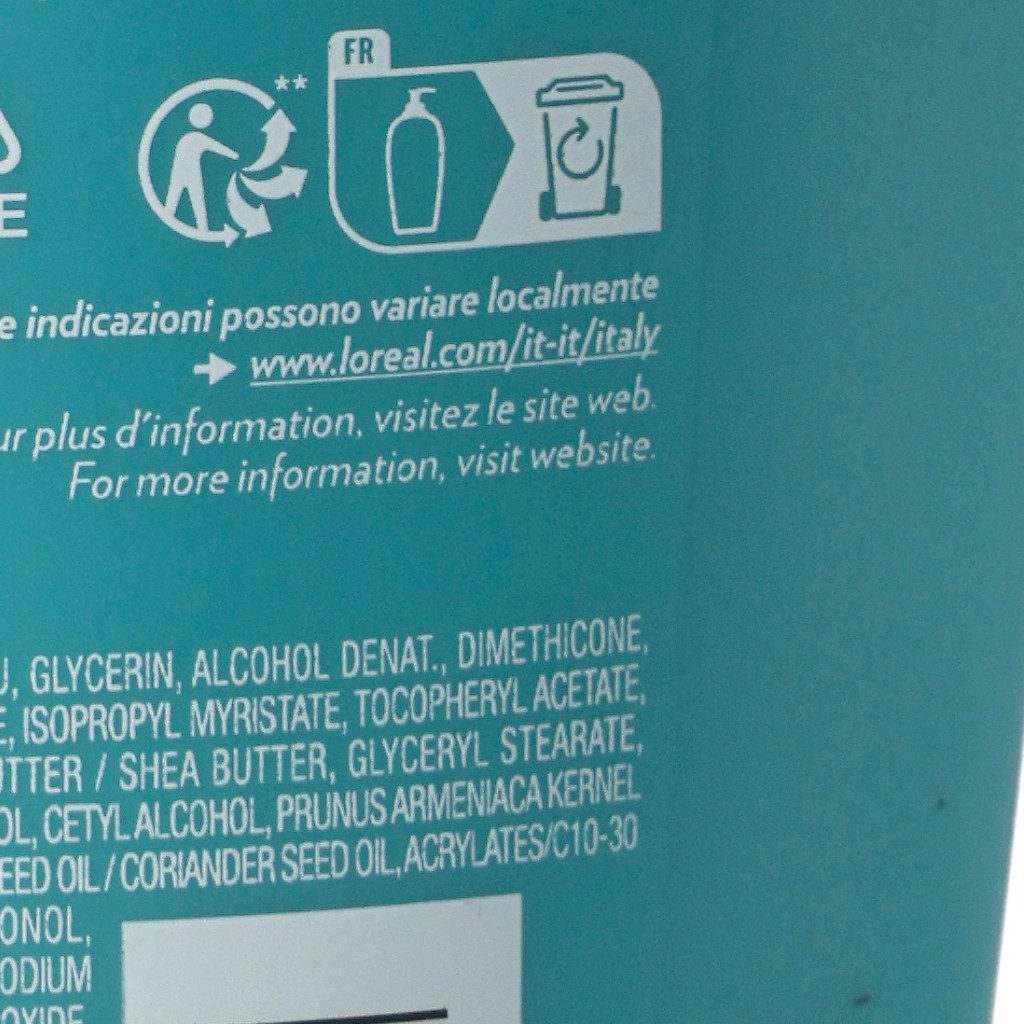 FR
**
E
e indicazioni possono variare localmente
www.loreal.com/it-it/italy
ur plus d'information, visitez le site web.
For more information, visit website.
U, GLYCERIN, ALCOHOL DENAT., DIMETHICONE,
E, ISOPROPYL MYRISTATE, TOCOPHERYL ACETATE,
UTTER / SHEA BUTTER, GLYCERYL STEARATE,
OL, CETYL ALCOHOL, PRUNUS ARMENIACA KERNEL
EED OIL / CORIANDER SEED OIL, ACRYLATES/C10-30
ONOL,
ODIUM
OXIDE,